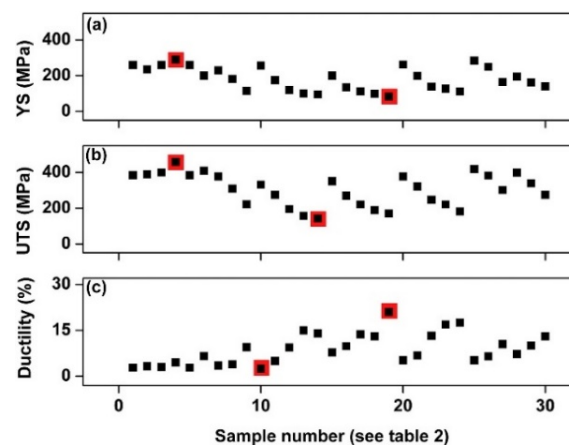 (a)
YS (MPa)
400
200
0
(b)
UTS (MPa)
400
200
0
(c)
Ductility (%)
30
15
0
0 10 20 30
Sample number (see table 2)